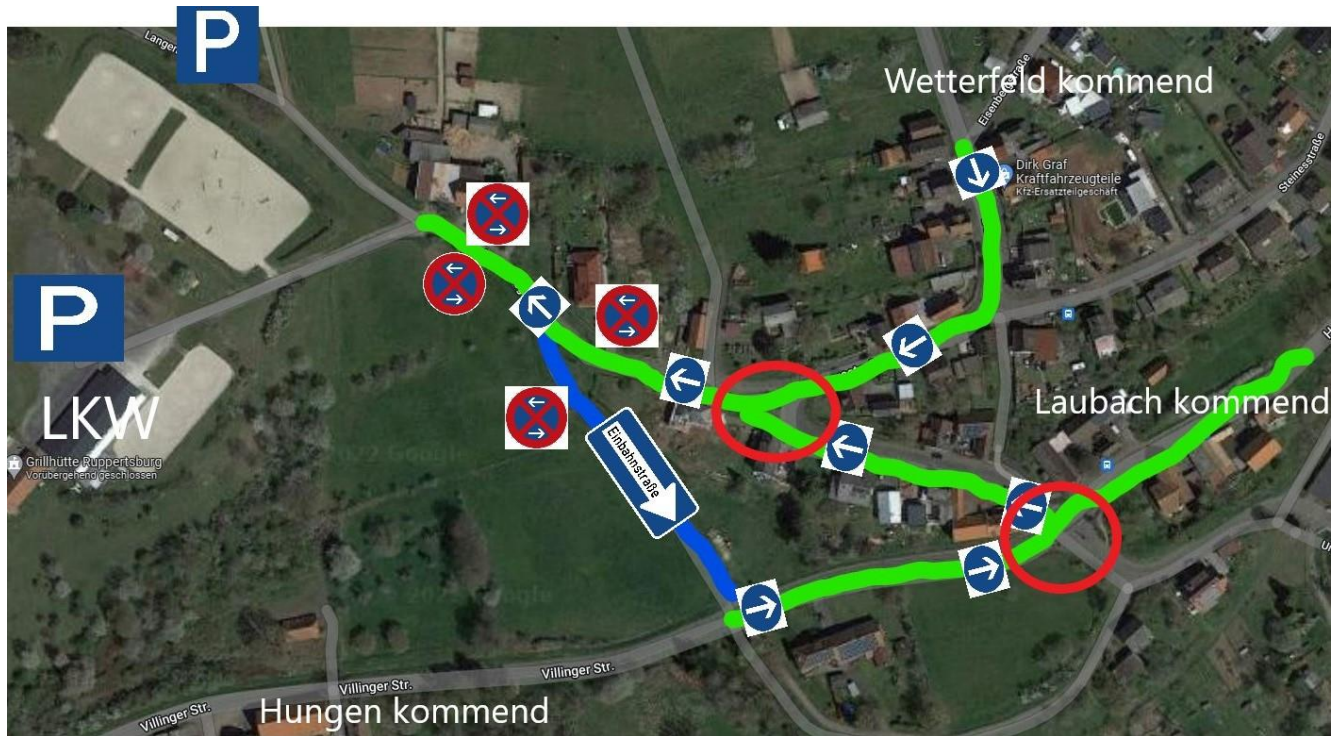 P
Langen
Wetterfeld kommend
Eisenbergstraße
Dirk Graf
Kraftfahrzeugteile
Kfz-Ersatzteilgeschäft
Steinesstraße
P
LKW
Grillhütte Ruppertsburg
Vorübergehend geschlossen
Laubach kommend
Einbahnstraße
Villinger Str.
Villinger Str.
Villinger Str.
Hungen kommend